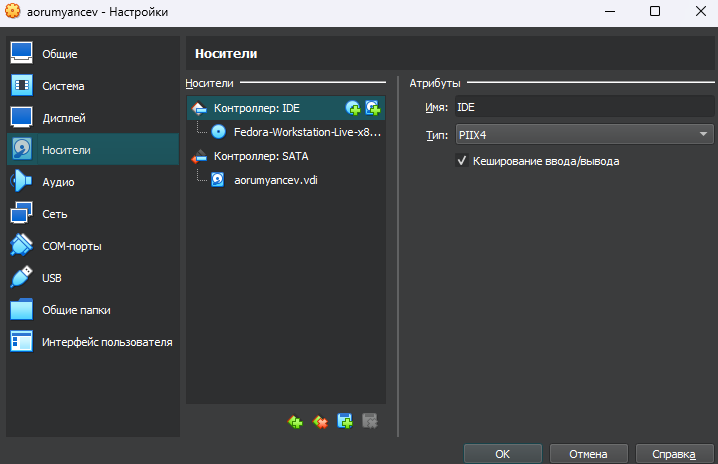 aorumyancev - Настройки
Общие
Система
Дисплей
Носители
Аудио
Сеть
COM-порты
USB
Общие папки
Интерфейс пользователя
Носители
Носители
Контроллер: IDE
Fedora-Workstation-Live-x8...
Контроллер: SATA
aorumyancev.vdi
Атрибуты
Имя: IDE
Тип: PIIX4
Кеширование ввода/вывода
OK Отмена Справка